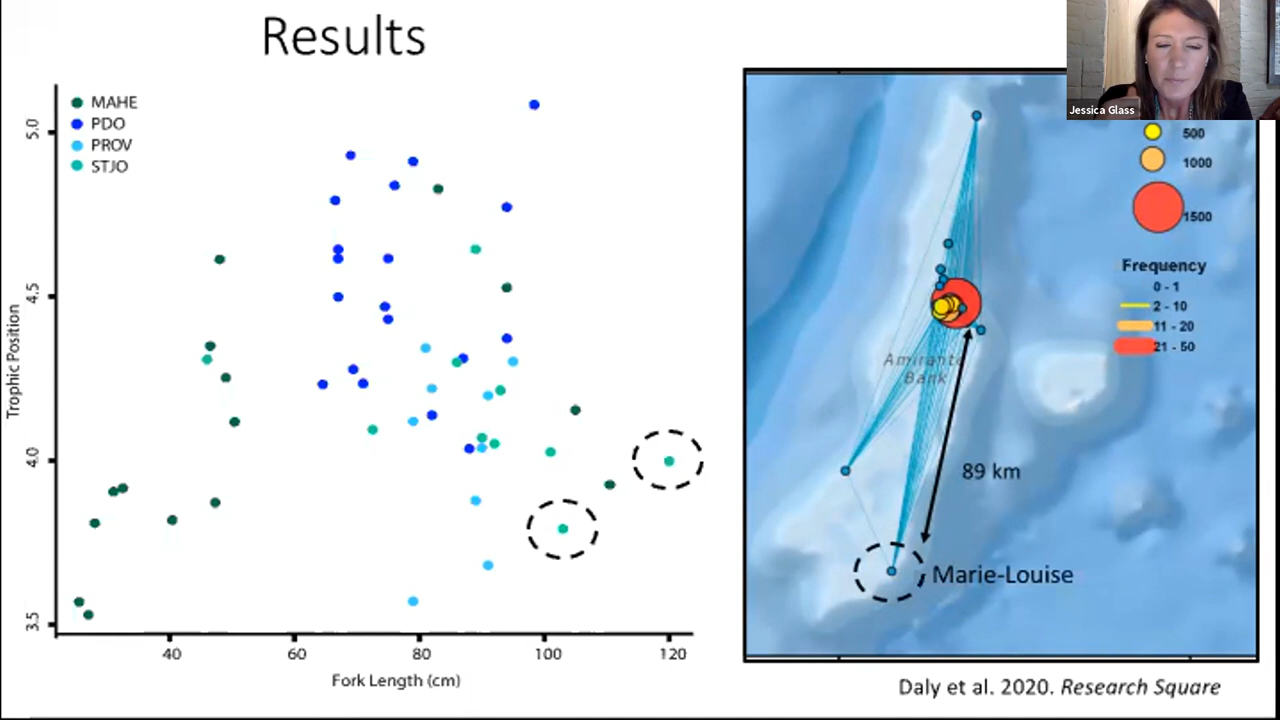 Results
MAHE
PDO
PROV
STJO
5.0
4.5
4.0
3.5
Trophic Position
40 60 80 100 120
Fork Length (cm)
Jessica Glass
500
1000
1500
Frequency
0 - 1
2 - 10
11 - 20
21 - 50
Amirante
Bank
89 km
Marie-Louise
Daly et al. 2020. Research Square